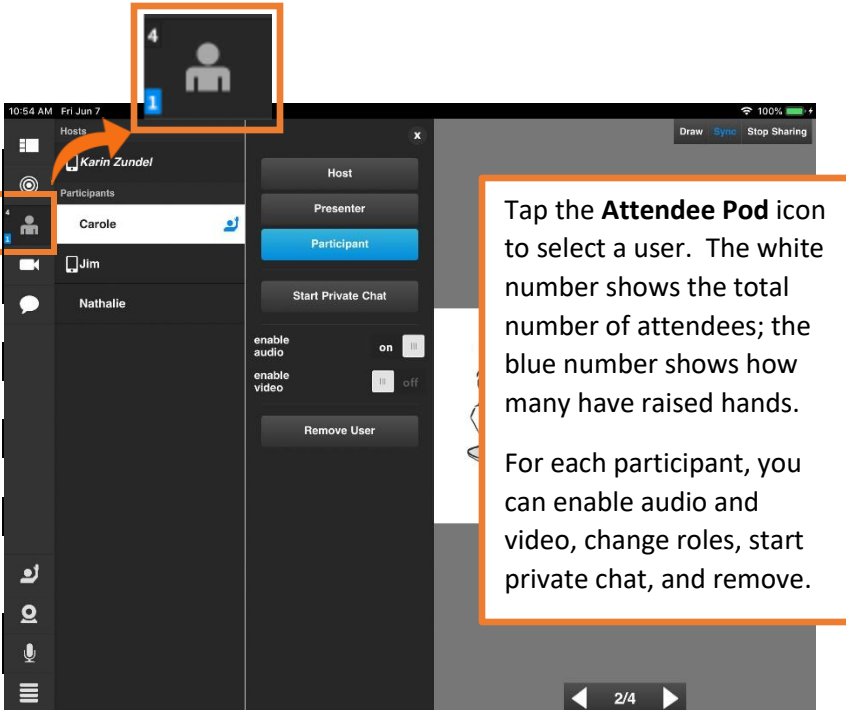 4
1
10:54 AM Fri Jun 7
100%
Hosts
Karin Zundel
Participants
4
1
Carole
Jim
Nathalie
x
Host
Presenter
Participant
Start Private Chat
enable
audio
on
enable
video
off
Remove User
Draw Sync Stop Sharing
Tap the Attendee Pod icon
to select a user. The white
number shows the total
number of attendees; the
blue number shows how
many have raised hands.
For each participant, you
can enable audio and
video, change roles, start
private chat, and remove.
2/4